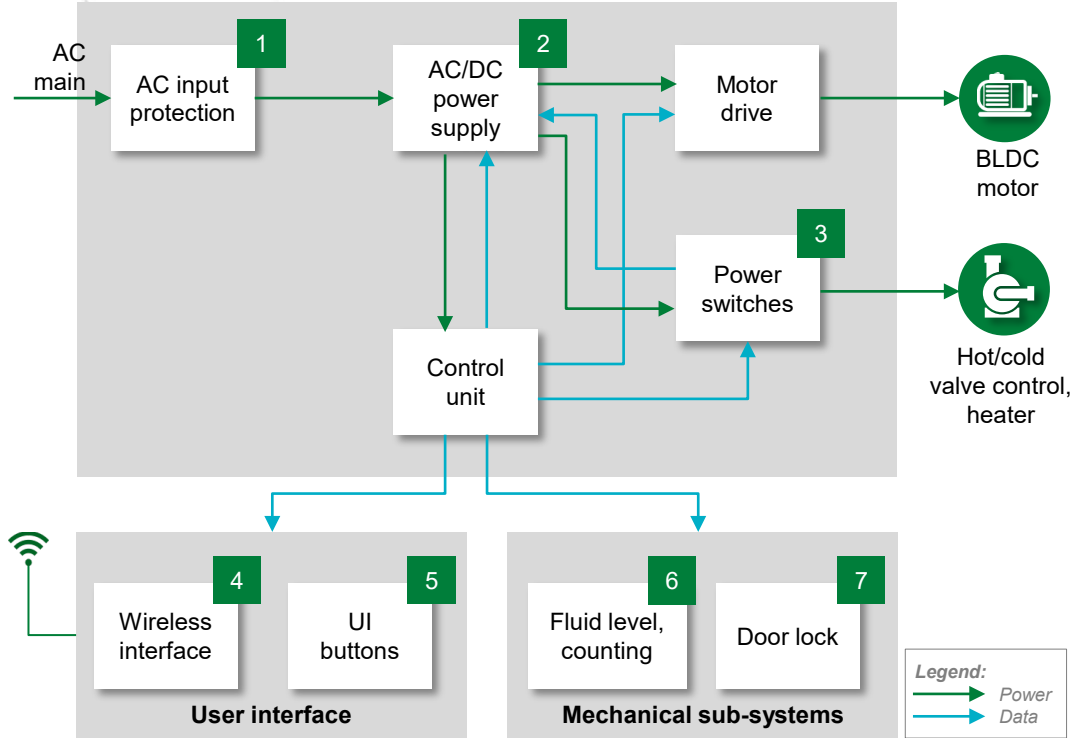 1
2
AC
main
AC input
protection
AC/DC
power
supply
Motor
drive
BLDC
motor
3
Power
switches
Control
unit
Hot/cold
valve control,
heater
4
5
6
7
Wireless
interface
UI
buttons
Fluid level,
counting
Door lock
User interface
Mechanical sub-systems
Legend:
Power
Data